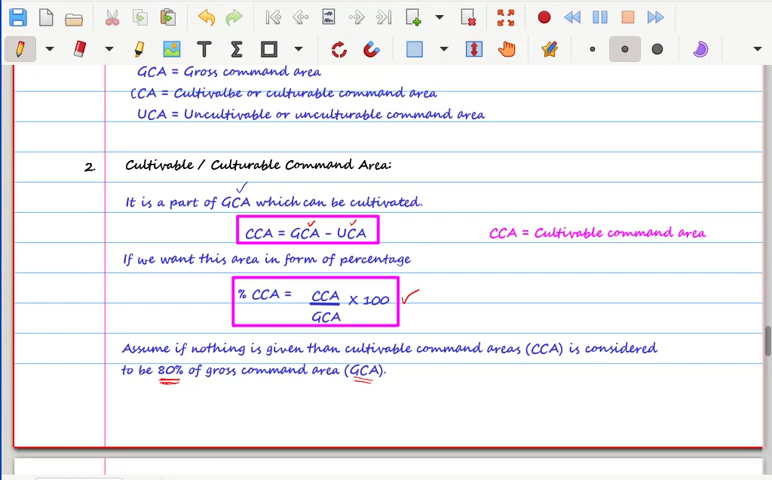 GCA = Gross command area
CCA = Cultivalbe or culturable command area
UCA = Uncultivable or unculturable command area
2. Cultivable / Culturable Command Area:
It is a part of GCA which can be cultivated.
CCA = GCA - UCA
CCA = Cultivable command area
If we want this area in form of percentage
% CCA = CCA / GCA X 100
Assume if nothing is given than cultivable command areas (CCA) is considered
to be 80% of gross command area (GCA).